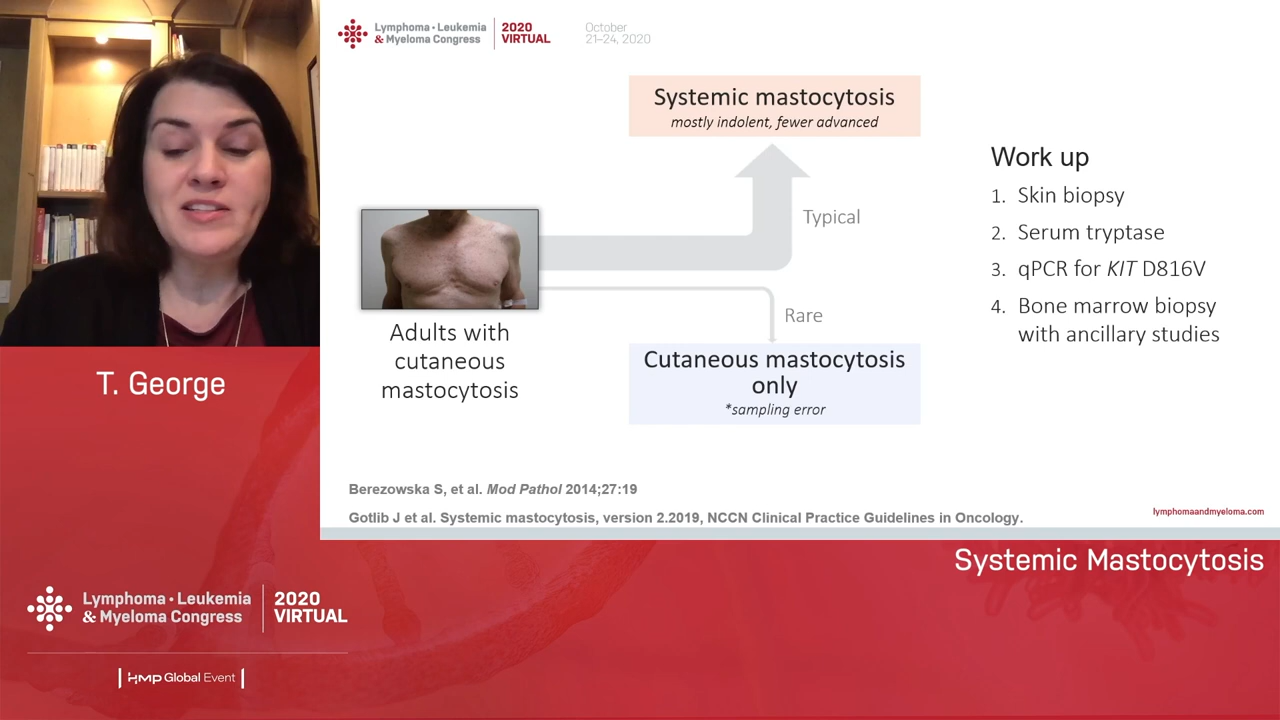 Lymphoma • Leukemia
& Myeloma Congress
2020
VIRTUAL
October
21–24, 2020
Systemic mastocytosis
mostly indolent, fewer advanced
Typical
Rare
Adults with
cutaneous
mastocytosis
Cutaneous mastocytosis
only
*sampling error
Work up
1. Skin biopsy
2. Serum tryptase
3. qPCR for KIT D816V
4. Bone marrow biopsy
with ancillary studies
Berezowska S, et al. Mod Pathol 2014;27:19
Gotlib J et al. Systemic mastocytosis, version 2.2019, NCCN Clinical Practice Guidelines in Oncology.
lymphomaandmyeloma.com
T. George
Systemic Mastocytosis
Lymphoma • Leukemia
& Myeloma Congress
2020
VIRTUAL
HMP Global Event